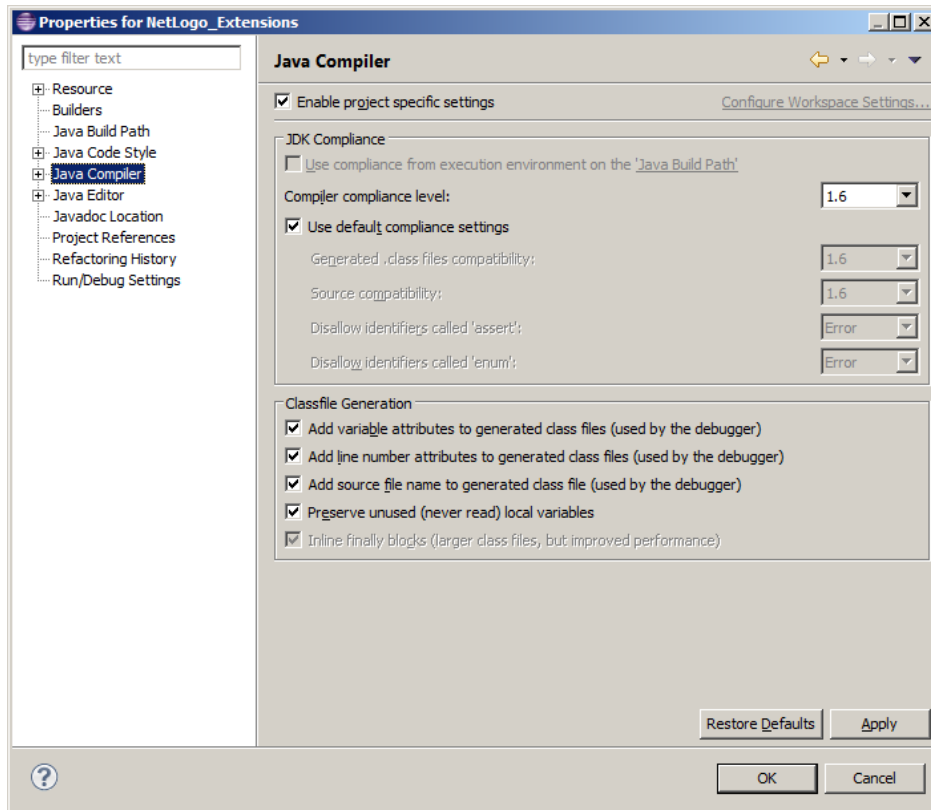 Properties for NetLogo_Extensions
type filter text
Resource
Builders
Java Build Path
Java Code Style
Java Compiler
Java Editor
Javadoc Location
Project References
Refactoring History
Run/Debug Settings
Java Compiler
Enable project specific settings
Configure Workspace Settings...
JDK Compliance
Use compliance from execution environment on the 'Java Build Path'
Compiler compliance level: 1.6
Use default compliance settings
Generated .class files compatibility: 1.6
Source compatibility: 1.6
Disallow identifiers called 'assert': Error
Disallow identifiers called 'enum': Error
Classfile Generation
Add variable attributes to generated class files (used by the debugger)
Add line number attributes to generated class files (used by the debugger)
Add source file name to generated class file (used by the debugger)
Preserve unused (never read) local variables
Inline finally blocks (larger class files, but improved performance)
Restore Defaults Apply
? OK Cancel